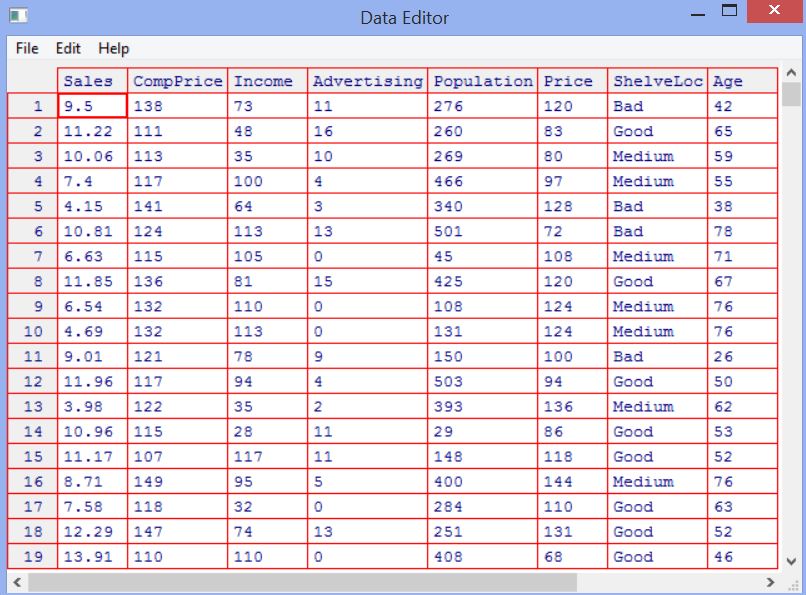 Data Editor
File Edit Help
Sales CompPrice Income Advertising Population Price ShelveLoc Age
1 9.5 138 73 11 276 120 Bad 42
2 11.22 111 48 16 260 83 Good 65
3 10.06 113 35 10 269 80 Medium 59
4 7.4 117 100 4 466 97 Medium 55
5 4.15 141 64 3 340 128 Bad 38
6 10.81 124 113 13 501 72 Bad 78
7 6.63 115 105 0 45 108 Medium 71
8 11.85 136 81 15 425 120 Good 67
9 6.54 132 110 0 108 124 Medium 76
10 4.69 132 113 0 131 124 Medium 76
11 9.01 121 78 9 150 100 Bad 26
12 11.96 117 94 4 503 94 Good 50
13 3.98 122 35 2 393 136 Medium 62
14 10.96 115 28 11 29 86 Good 53
15 11.17 107 117 11 148 118 Good 52
16 8.71 149 95 5 400 144 Medium 76
17 7.58 118 32 0 284 110 Good 63
18 12.29 147 74 13 251 131 Good 52
19 13.91 110 110 0 408 68 Good 46